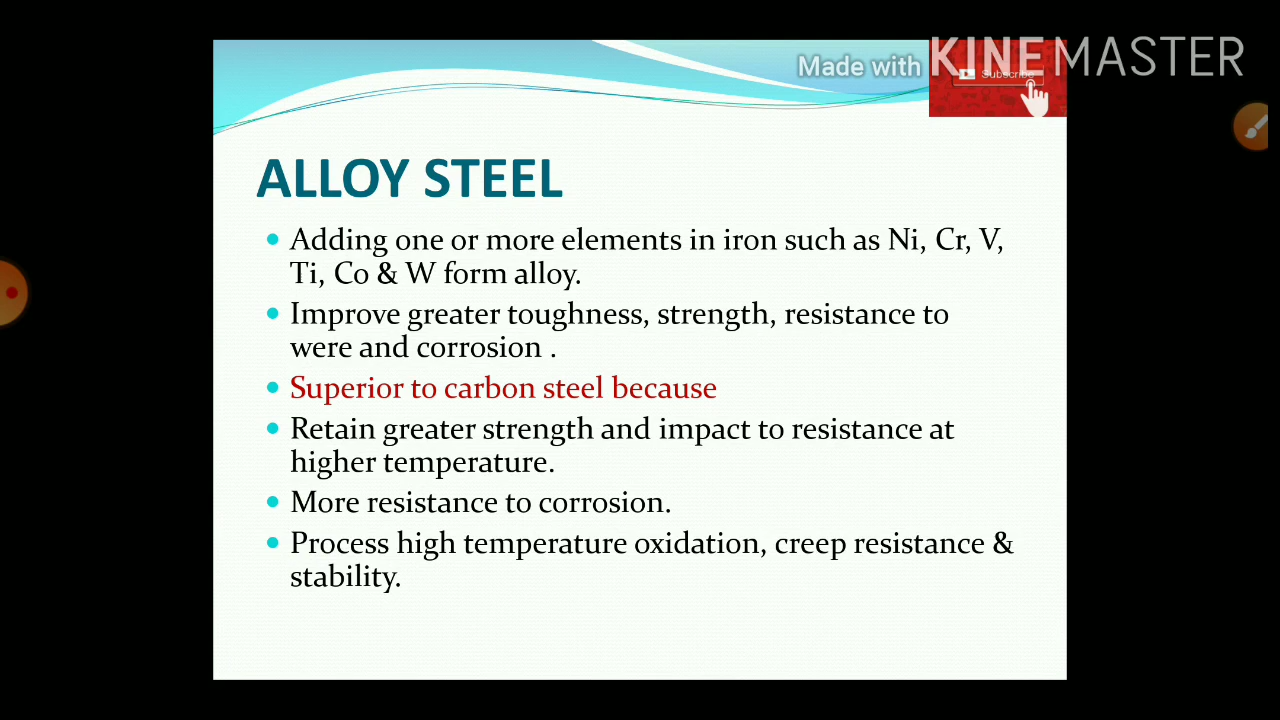 Made with KINEMASTER
Subscribe
ALLOY STEEL
Adding one or more elements in iron such as Ni, Cr, V,
Ti, Co & W form alloy.
Improve greater toughness, strength, resistance to
were and corrosion .
Superior to carbon steel because
Retain greater strength and impact to resistance at
higher temperature.
More resistance to corrosion.
Process high temperature oxidation, creep resistance &
stability.